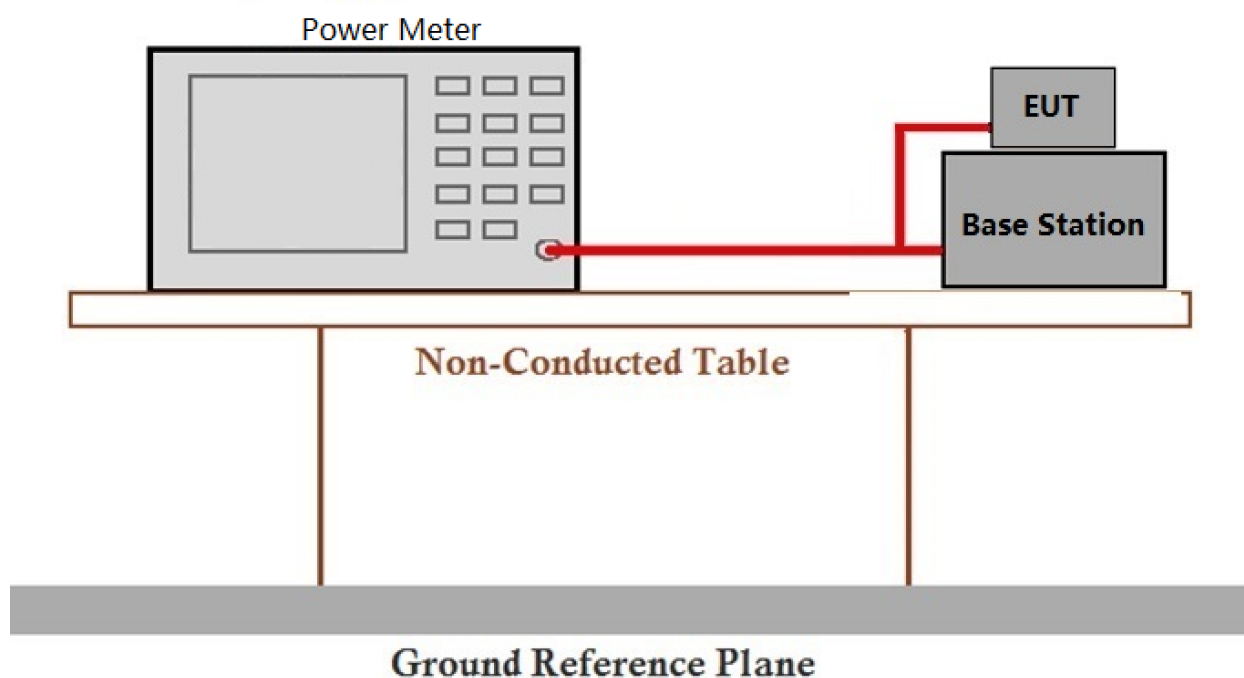 Power Meter
EUT
Base Station
Non-Conducted Table
Ground Reference Plane